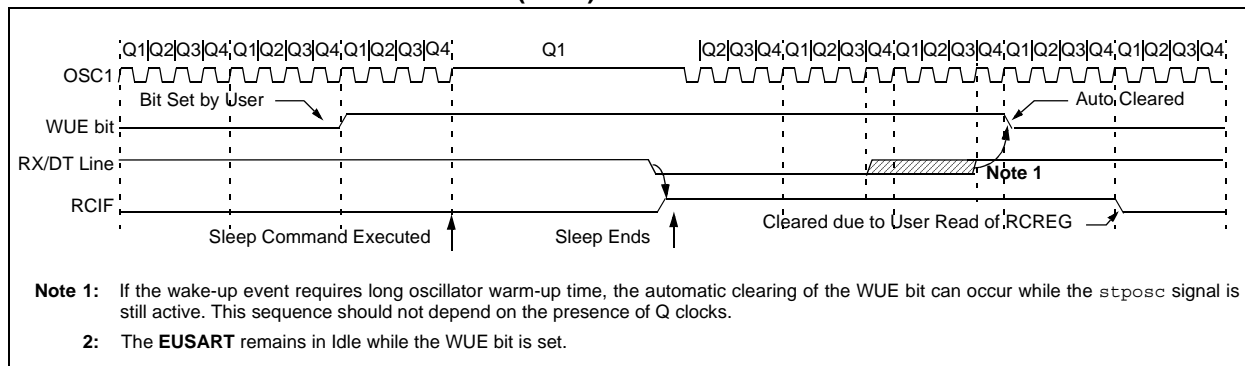 Q1|Q2|Q3|Q4|Q1|Q2|Q3|Q4|Q1|Q2|Q3|Q4 Q1 |Q2|Q3|Q4|Q1|Q2|Q3|Q4|Q1|Q2|Q3|Q4|Q1|Q2|Q3|Q4|Q1|Q2|Q3|Q4
OSC1
Bit Set by User
Auto Cleared
WUE bit
RX/DT Line
Note 1
RCIF
Cleared due to User Read of RCREG
Sleep Command Executed
Sleep Ends
Note 1: If the wake-up event requires long oscillator warm-up time, the automatic clearing of the WUE bit can occur while the stposc signal is
still active. This sequence should not depend on the presence of Q clocks.
2: The EUSART remains in Idle while the WUE bit is set.